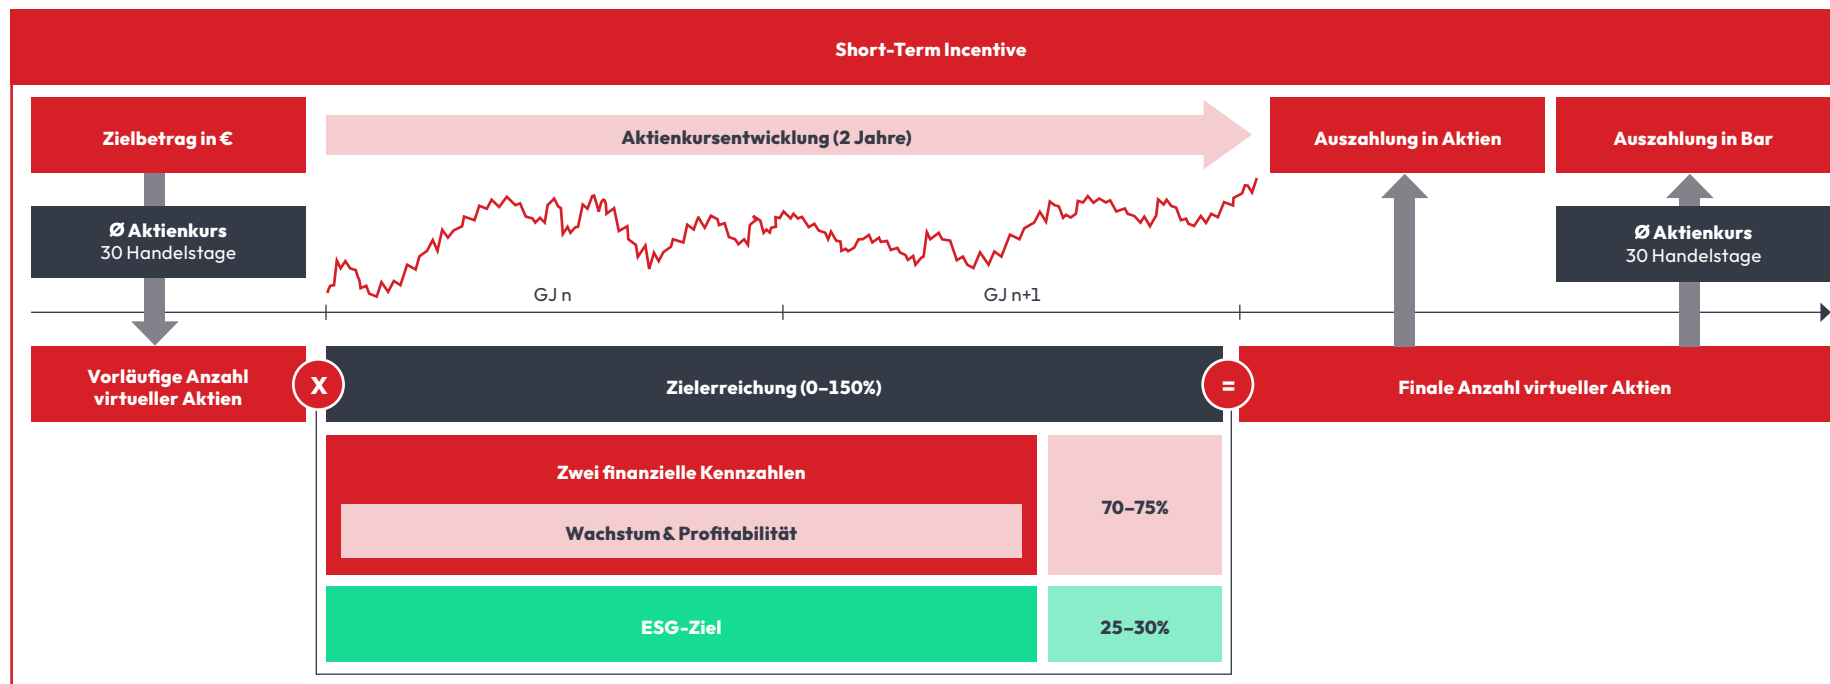 Short-Term Incentive
Zielbetrag in €
Aktienkursentwicklung (2 Jahre)
Auszahlung in Aktien
Auszahlung in Bar
Ø Aktienkurs
30 Handelstage
Ø Aktienkurs
30 Handelstage
GJ n
GJ n+1
Vorläufige Anzahl
virtueller Aktien
X
Zielerreichung (0–150%)
=
Finale Anzahl virtueller Aktien
Zwei finanzielle Kennzahlen
Wachstum & Profitabilität
70–75%
ESG-Ziel
25–30%